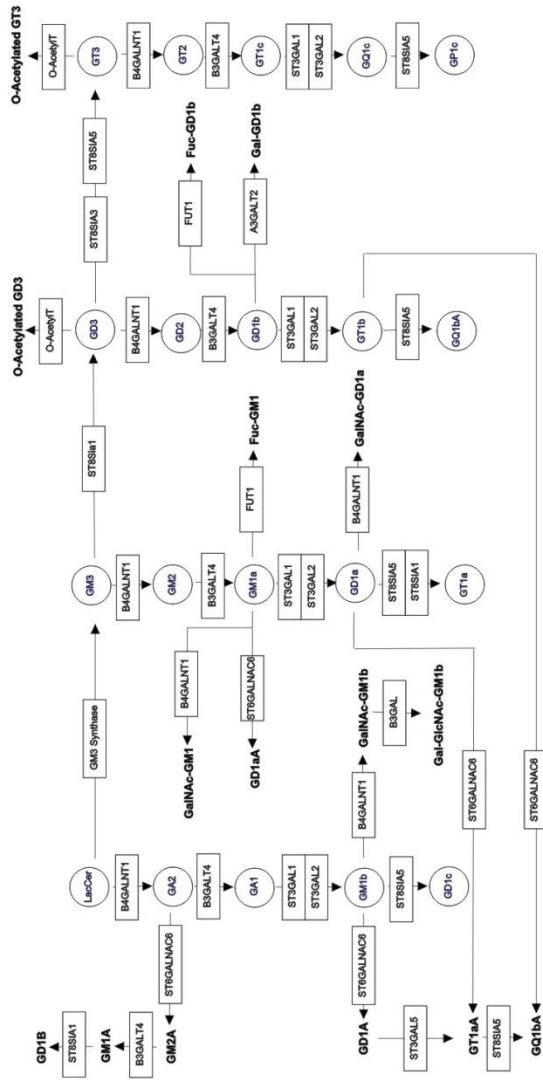 O-Acetylated GD3
O-Acetylated GT3
GD1B
O-AcetylT
O-AcetylT
ST8SIA1
LacCer
GM3 Synthase
GM3
ST8Sia1
GD3
ST8SIA3
ST8SIA5
GT3
GM1A
B3GALT4
B4GALNT1
B4GALNT1
B4GALNT1
B4GALNT1
GM2A
ST6GALNAC6
GA2
GM2
GD2
GT2
GalNAc-GM1
B4GALNT1
FUT1
Fuc-GD1b
B3GALT4
B3GALT4
B3GALT4
B3GALT4
GD1aA
ST6GALNAC6
GA1
GM1a
FUT1
Fuc-GM1
GD1b
A3GALT2
Gal-GD1b
GT1c
ST3GAL1
ST3GAL2
ST3GAL1
ST3GAL2
ST3GAL1
ST3GAL2
ST3GAL1
ST3GAL2
GD1A
ST6GALNAC6
GM1b
B4GALNT1
GalNAc-GM1b
GD1a
B4GALNT1
GalNAc-GD1a
GT1b
GQ1c
ST3GAL5
ST8SIA5
B3GAL
ST8SIA5
ST8SIA1
ST8SIA5
ST8SIA5
GD1c
Gal-GlcNAc-GM1b
GT1a
GQ1bA
GP1c
GT1aA
ST6GALNAC6
ST8SIA5
GQ1bA
ST6GALNAC6